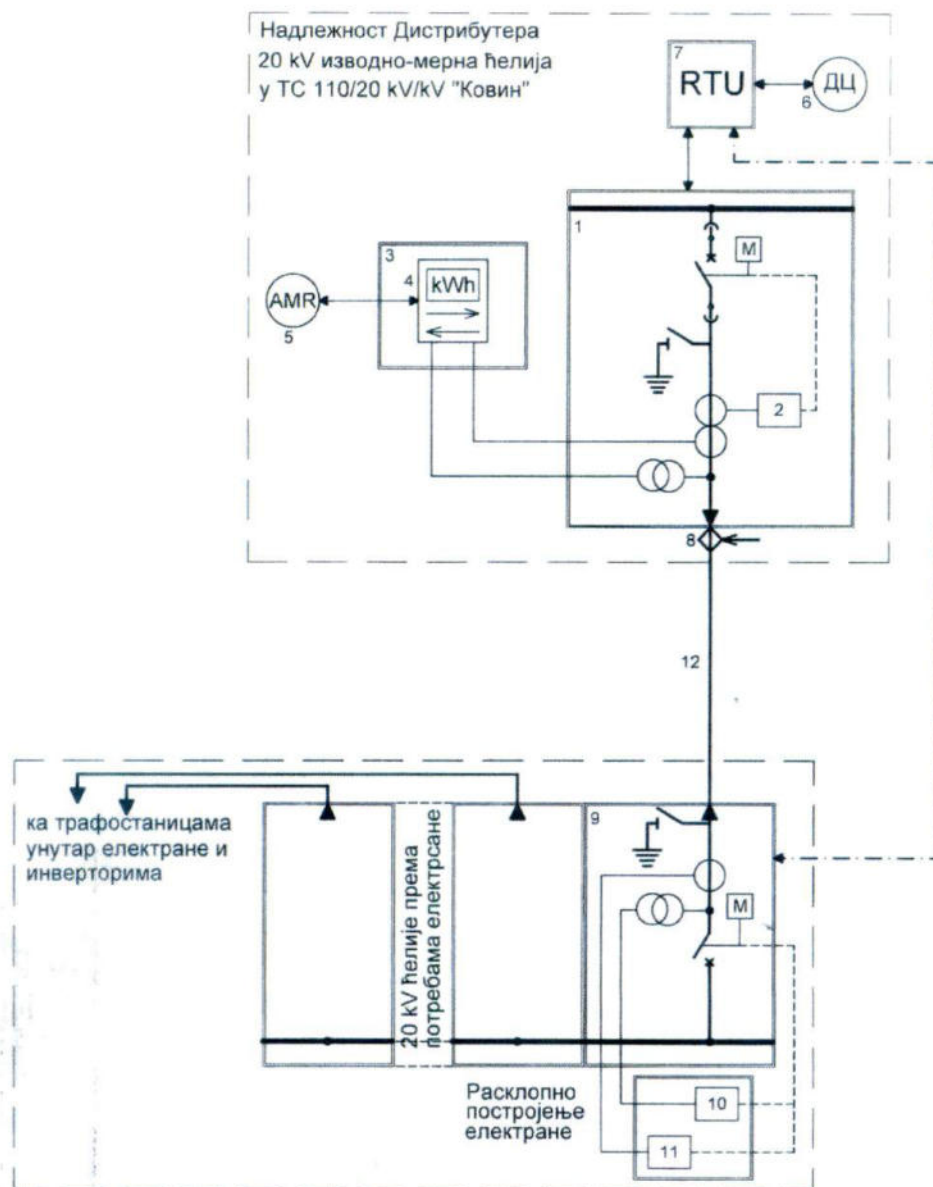 Надлежност Дистрибутера
20 kV изводно-мерна ћелија
у ТС 110/20 kV/kV "Ковин"
7
RTU
ДЦ
6
1
M
3
4
kWh
AMR
5
2
8
12
ка трафостаницама
унутар електране и
инверторима
20 kV ћелије према
потребама електрсане
9
M
Расклопно
постројење
електране
10
11